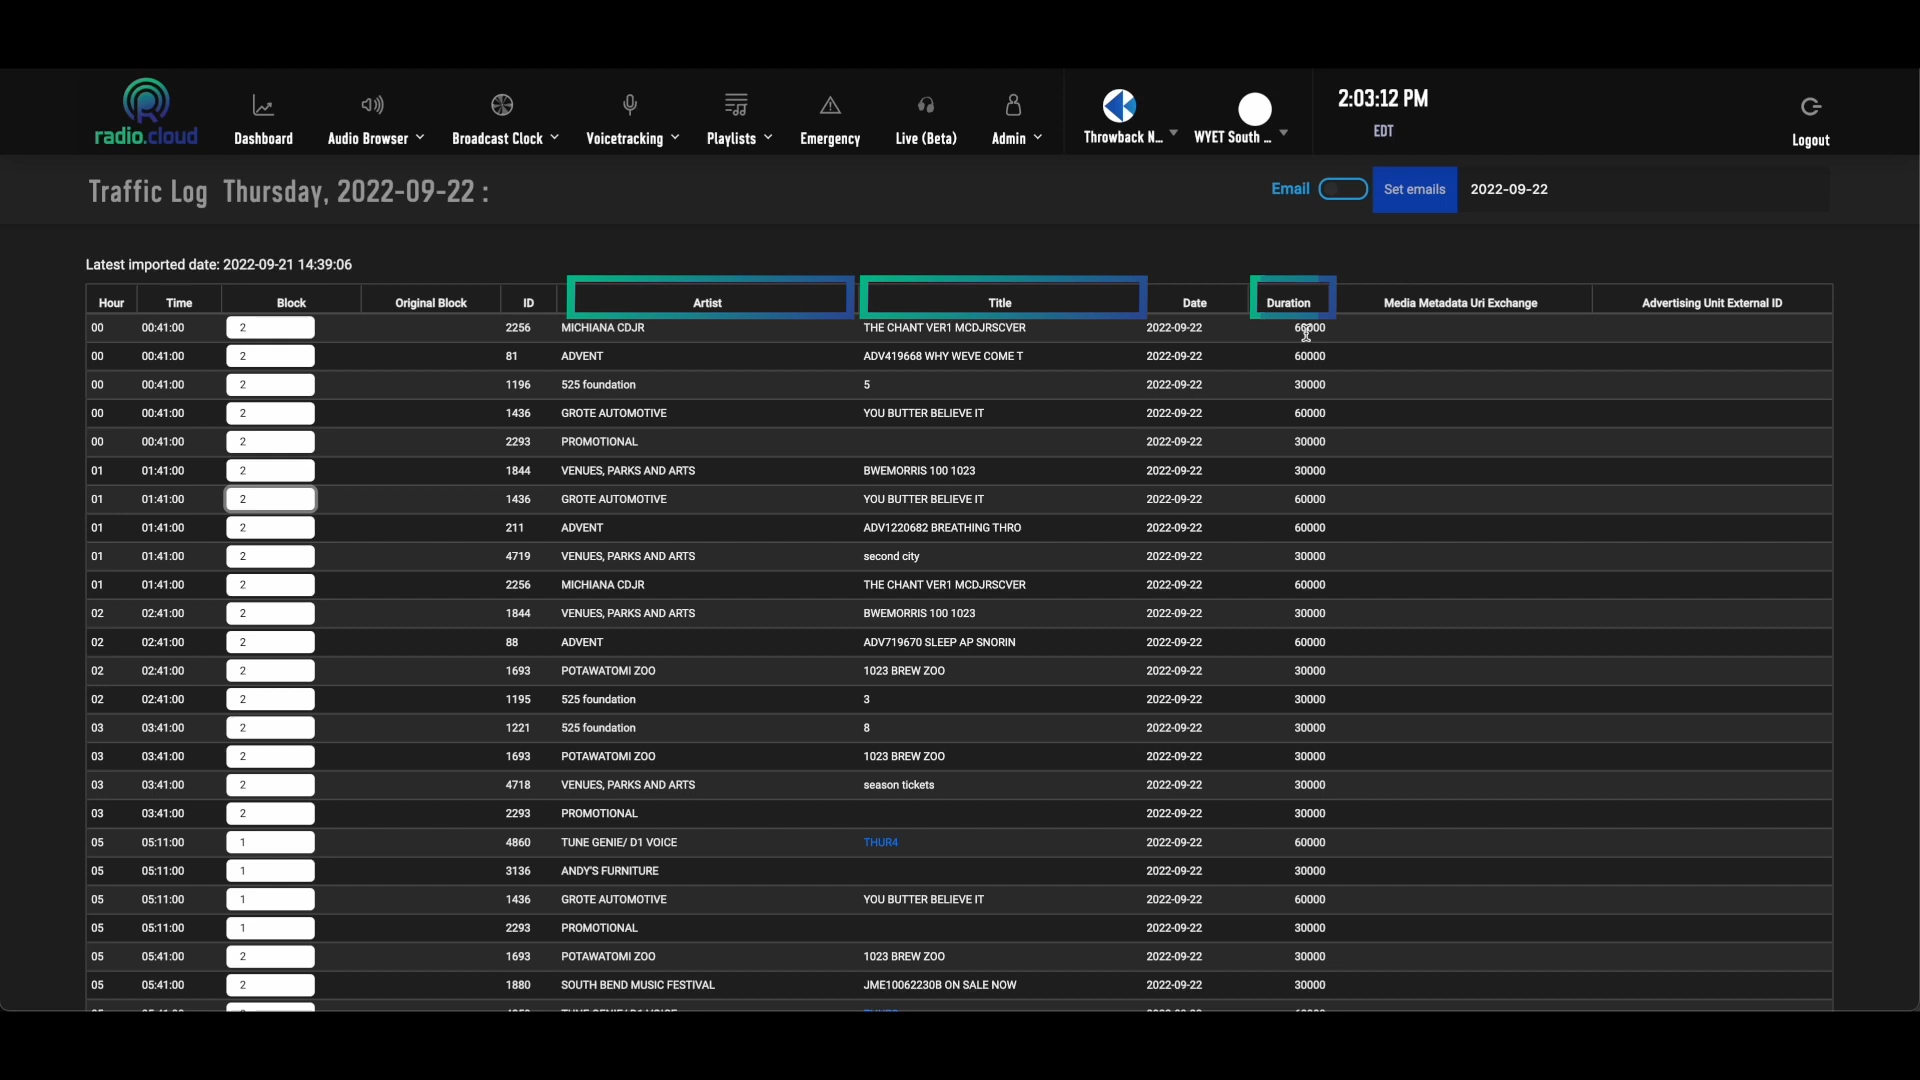 radio.cloud
Dashboard
Audio Browser
Broadcast Clock
Voicetracking
Playlists
Emergency
Live (Beta)
Admin
Throwback N...
WYET South ...
2:03:12 PM
EDT
Logout
Traffic Log Thursday, 2022-09-22 :
Email
Set emails
2022-09-22
Latest imported date: 2022-09-21 14:39:06
Hour Time Block Original Block ID Artist Title Date Duration Media Metadata Uri Exchange Advertising Unit External ID
00 00:41:00 2 2256 MICHIANA CDJR THE CHANT VER1 MCDJRSCVER 2022-09-22 60000
00 00:41:00 2 81 ADVENT ADV419668 WHY WEVE COME T 2022-09-22 60000
00 00:41:00 2 1196 525 foundation 5 2022-09-22 30000
00 00:41:00 2 1436 GROTE AUTOMOTIVE YOU BUTTER BELIEVE IT 2022-09-22 60000
00 00:41:00 2 2293 PROMOTIONAL 2022-09-22 30000
01 01:41:00 2 1844 VENUES, PARKS AND ARTS BWEMORRIS 100 1023 2022-09-22 30000
01 01:41:00 2 1436 GROTE AUTOMOTIVE YOU BUTTER BELIEVE IT 2022-09-22 60000
01 01:41:00 2 211 ADVENT ADV1220682 BREATHING THRO 2022-09-22 60000
01 01:41:00 2 4719 VENUES, PARKS AND ARTS second city 2022-09-22 30000
01 01:41:00 2 2256 MICHIANA CDJR THE CHANT VER1 MCDJRSCVER 2022-09-22 60000
02 02:41:00 2 1844 VENUES, PARKS AND ARTS BWEMORRIS 100 1023 2022-09-22 30000
02 02:41:00 2 88 ADVENT ADV719670 SLEEP AP SNORIN 2022-09-22 60000
02 02:41:00 2 1693 POTAWATOMI ZOO 1023 BREW ZOO 2022-09-22 30000
02 02:41:00 2 1195 525 foundation 3 2022-09-22 30000
03 03:41:00 2 1221 525 foundation 8 2022-09-22 30000
03 03:41:00 2 1693 POTAWATOMI ZOO 1023 BREW ZOO 2022-09-22 30000
03 03:41:00 2 4718 VENUES, PARKS AND ARTS season tickets 2022-09-22 30000
03 03:41:00 2 2293 PROMOTIONAL 2022-09-22 30000
05 05:11:00 1 4860 TUNE GENIE/ D1 VOICE THUR4 2022-09-22 60000
05 05:11:00 1 3136 ANDY'S FURNITURE 2022-09-22 30000
05 05:11:00 1 1436 GROTE AUTOMOTIVE YOU BUTTER BELIEVE IT 2022-09-22 60000
05 05:11:00 1 2293 PROMOTIONAL 2022-09-22 30000
05 05:41:00 2 1693 POTAWATOMI ZOO 1023 BREW ZOO 2022-09-22 30000
05 05:41:00 2 1880 SOUTH BEND MUSIC FESTIVAL JME10062230B ON SALE NOW 2022-09-22 30000